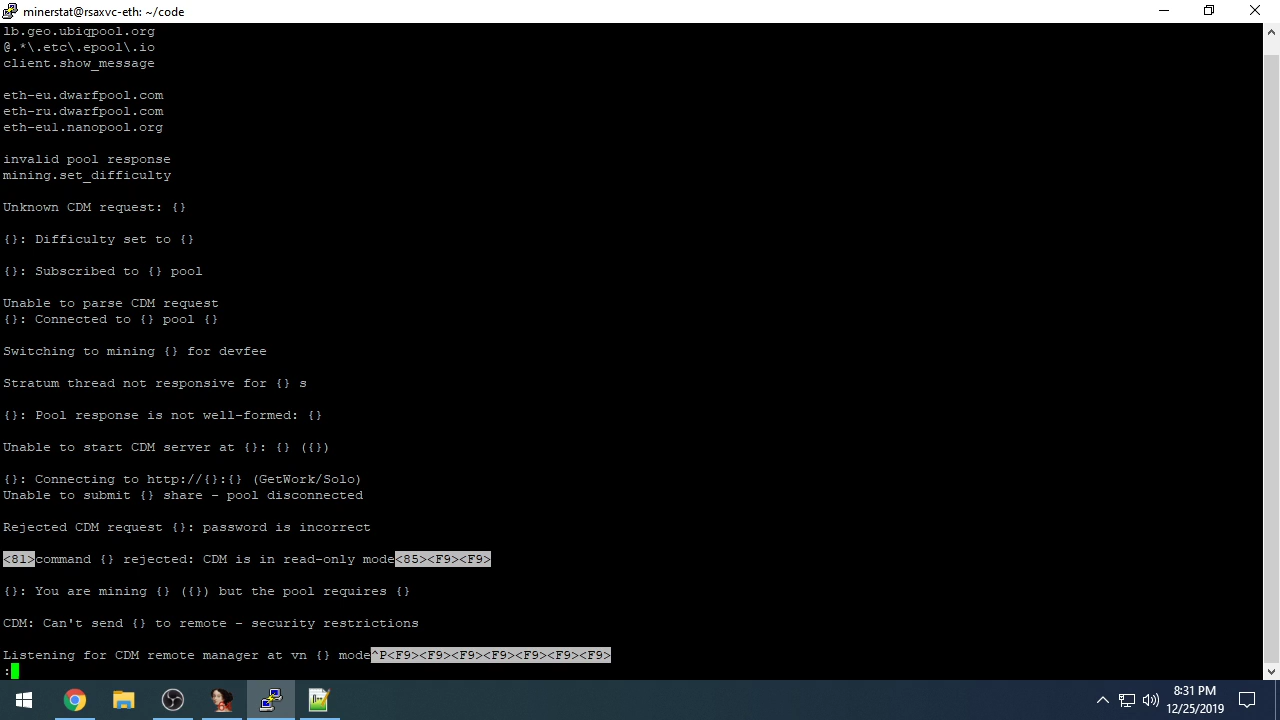 minerstat@rsaxvc-eth: ~/code
lb.geo.ubiqpool.org
@.*\.etc\.epool\.io
client.show_message
eth-eu.dwarfpool.com
eth-ru.dwarfpool.com
eth-eu1.nanopool.org
invalid pool response
mining.set_difficulty
Unknown CDM request: {}
{}: Difficulty set to {}
{}: Subscribed to {} pool
Unable to parse CDM request
{}: Connected to {} pool {}
Switching to mining {} for devfee
Stratum thread not responsive for {} s
{}: Pool response is not well-formed: {}
Unable to start CDM server at {}: {} ({})
{}: Connecting to http://{}:{} (GetWork/Solo)
Unable to submit {} share - pool disconnected
Rejected CDM request {}: password is incorrect
<81>command {} rejected: CDM is in read-only mode<85><F9><F9>
{}: You are mining {} ({}) but the pool requires {}
CDM: Can't send {} to remote - security restrictions
Listening for CDM remote manager at vn {} mode^P<F9><F9><F9><F9><F9><F9><F9>
:
8:31 PM
12/25/2019